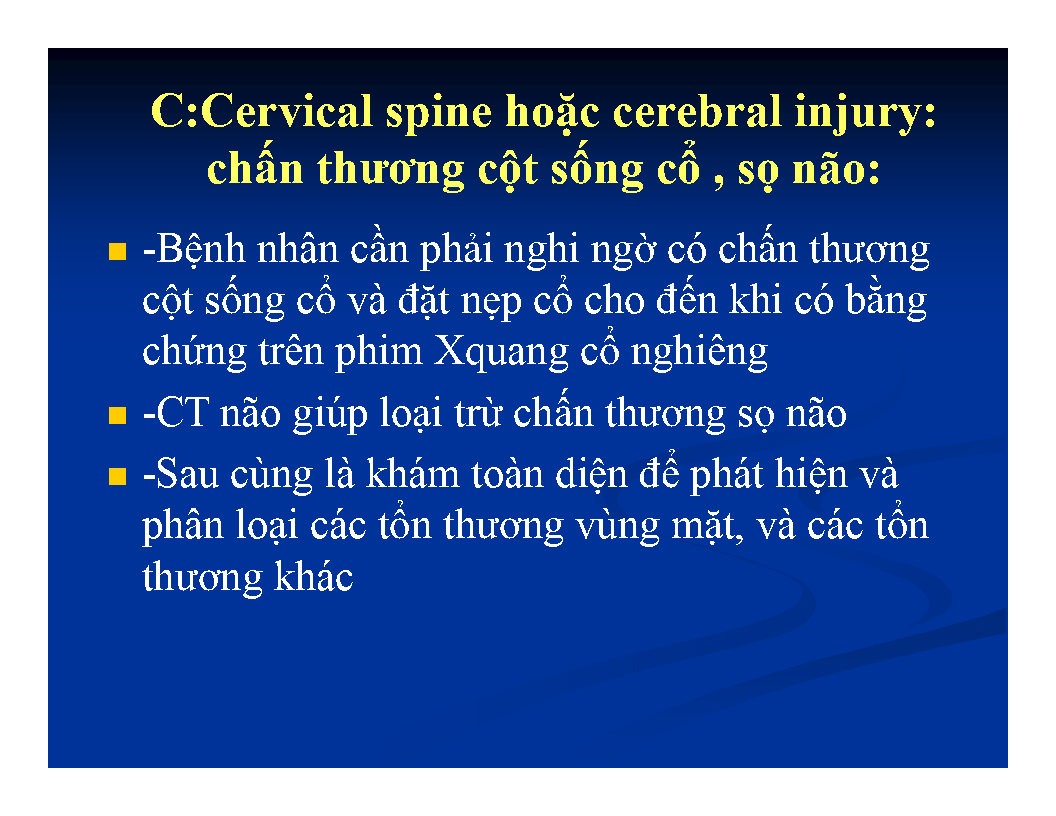 C:Cervical spine hoặc cerebral injury:
chấn thương cột sống cổ , sọ não:
-Bệnh nhân cần phải nghi ngờ có chấn thương
cột sống cổ và đặt nẹp cổ cho đến khi có bằng
chứng trên phim Xquang cổ nghiêng
-CT não giúp loại trừ chấn thương sọ não
-Sau cùng là khám toàn diện để phát hiện và
phân loại các tổn thương vùng mặt, và các tổn
thương khác